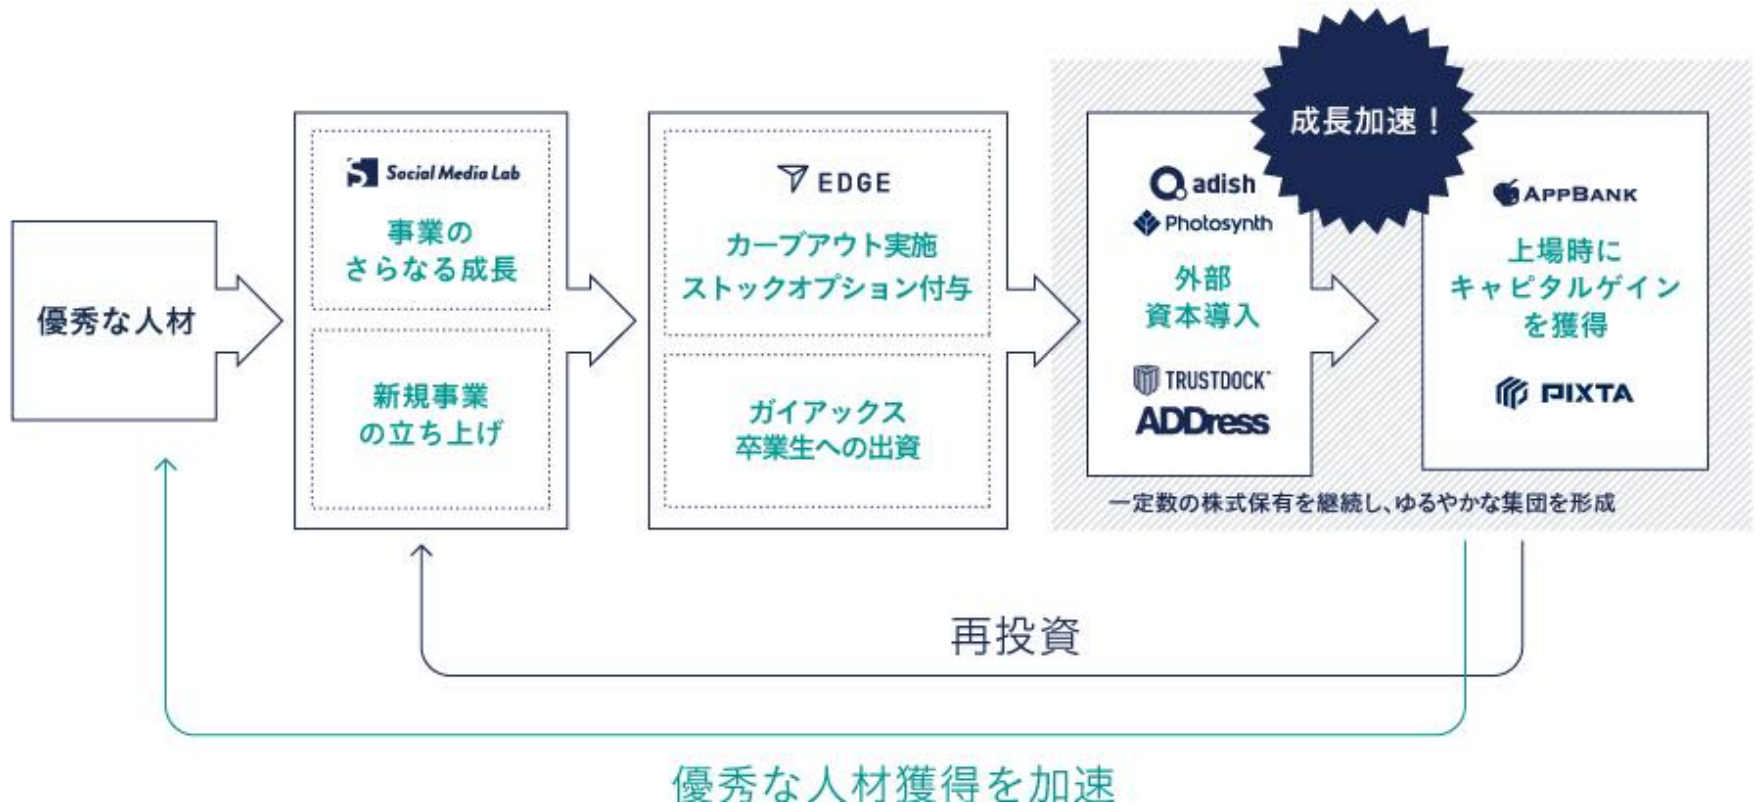 成長加速！
優秀な人材
Social Media Lab
事業の
さらなる成長
新規事業
の立ち上げ
EDGE
カーブアウト実施
ストックオプション付与
ガイアックス
卒業生への出資
adish
Photosynth
外部
資本導入
TRUSTDOCK™
ADDress
APPBANK
上場時に
キャピタルゲイン
を獲得
PIXTA
一定数の株式保有を継続し、ゆるやかな集団を形成
再投資
優秀な人材獲得を加速